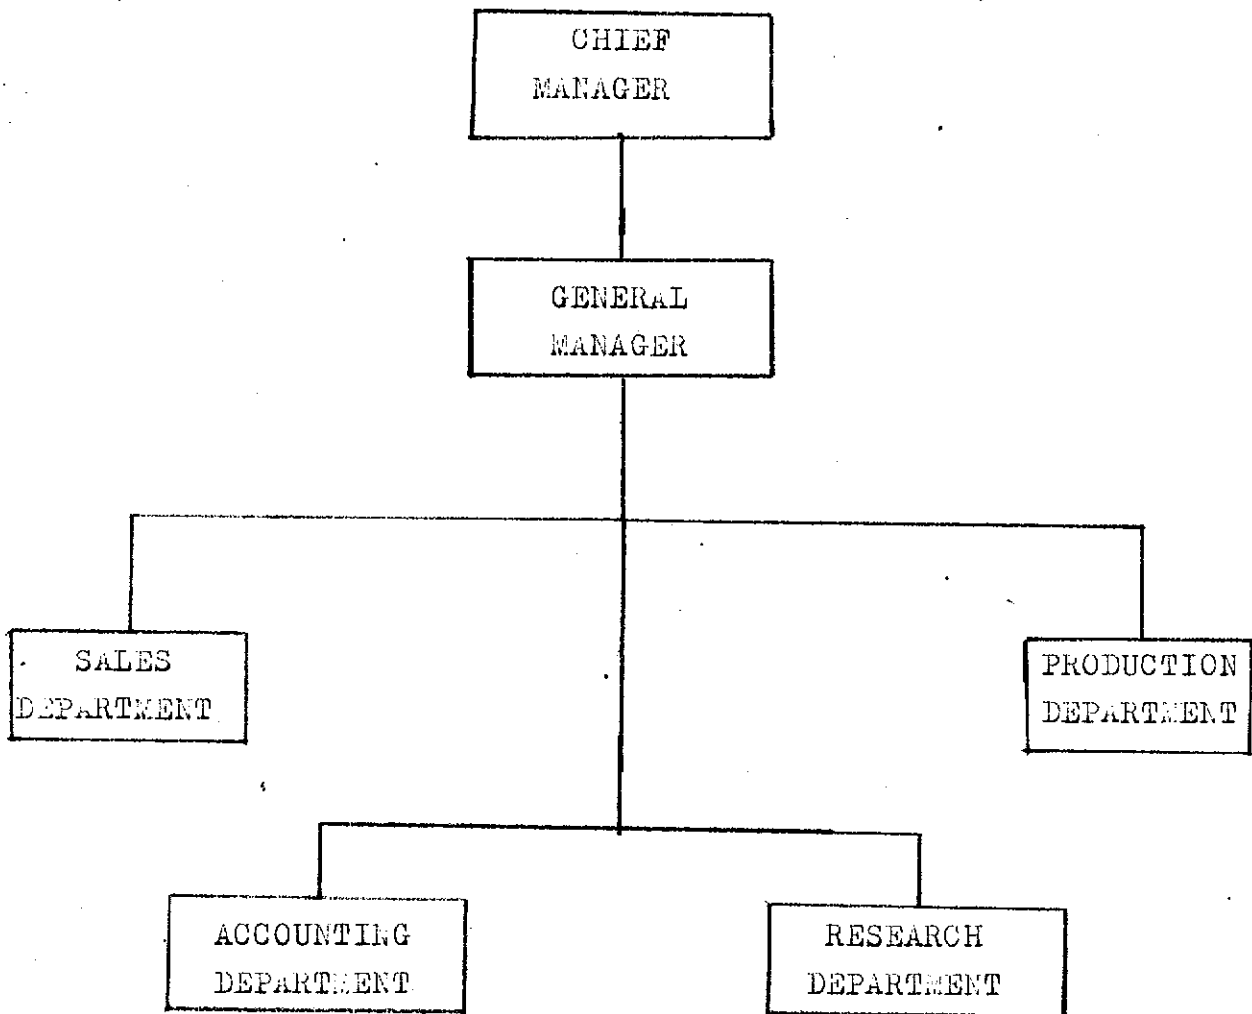 CHIEF
MANAGER
GENERAL
MANAGER
SALES
DEPARTMENT
PRODUCTION
DEPARTMENT
ACCOUNTING
DEPARTMENT
RESEARCH
DEPARTMENT